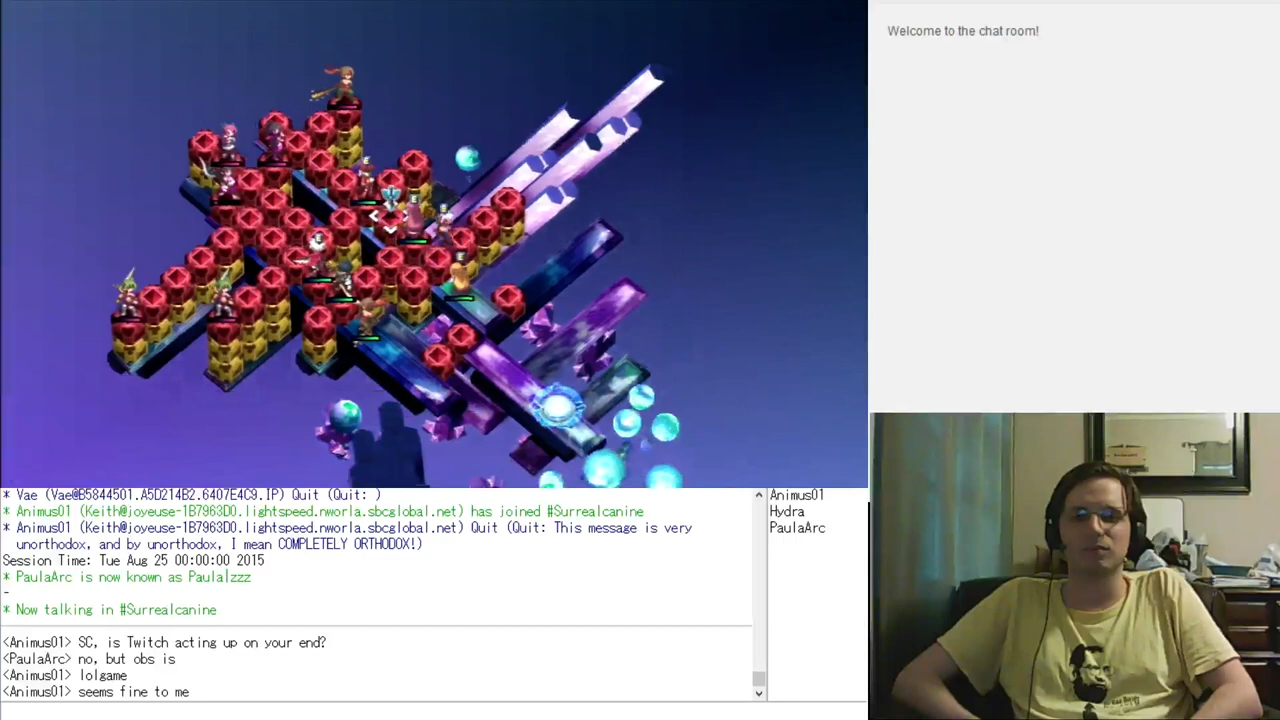 Welcome to the chat room!
* Vae (Vae@B5844501.A5D214B2.6407E4C9.IP) Quit (Quit: )
* Animus01 (Keith@joyeuse-1B7963D0.lightspeed.nworla.sbcglobal.net) has joined #Surrealcanine
* Animus01 (Keith@joyeuse-1B7963D0.lightspeed.nworla.sbcglobal.net) Quit (Quit: This message is very
unorthodox, and by unorthodox, I mean COMPLETELY ORTHODOX!)
Session Time: Tue Aug 25 00:00:00 2015
* PaulaArc is now known as Paula|zzz
-
* Now talking in #Surrealcanine
<Animus01> SC, is Twitch acting up on your end?
<PaulaArc> no, but obs is
<Animus01> lolgame
<Animus01> seems fine to me
Animus01
Hydra
PaulaArc
E
E